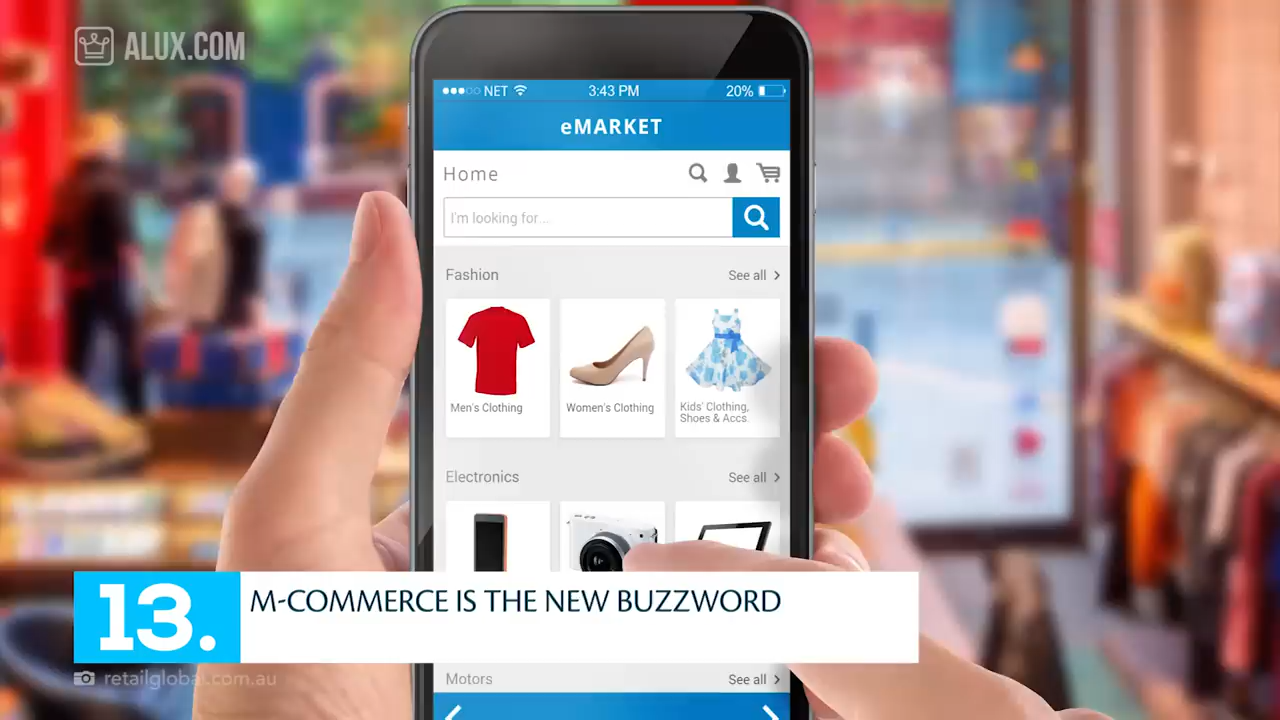 ALUX.COM
NET
3:43 PM
20%
eMARKET
Home
I'm looking for...
Fashion
See all
Men's Clothing
Women's Clothing
Kids' Clothing,
Shoes & Accs.
Electronics
See all
13.
M-COMMERCE IS THE NEW BUZZWORD
retailglobal.com.au
Motors
See all